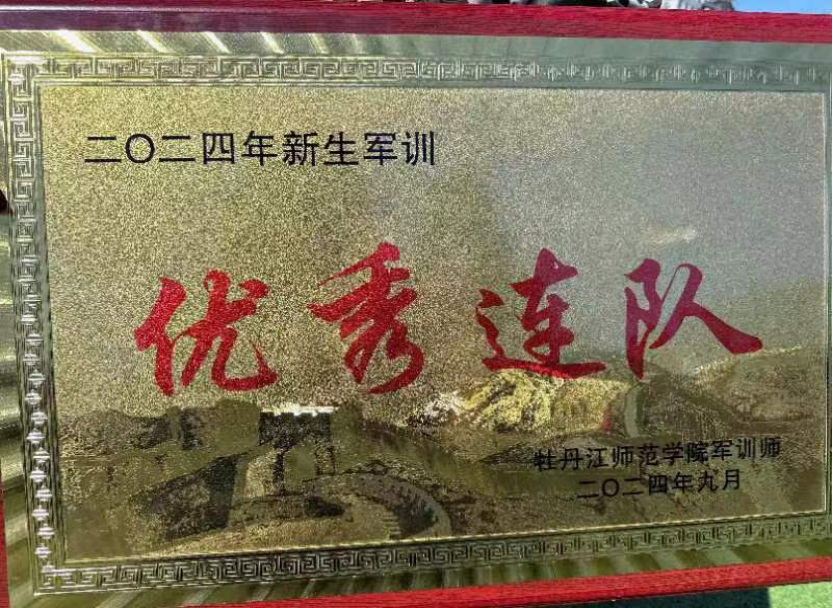 二〇二四年新生军训
优秀连队
牡丹江师范学院军训师
二〇二四年九月